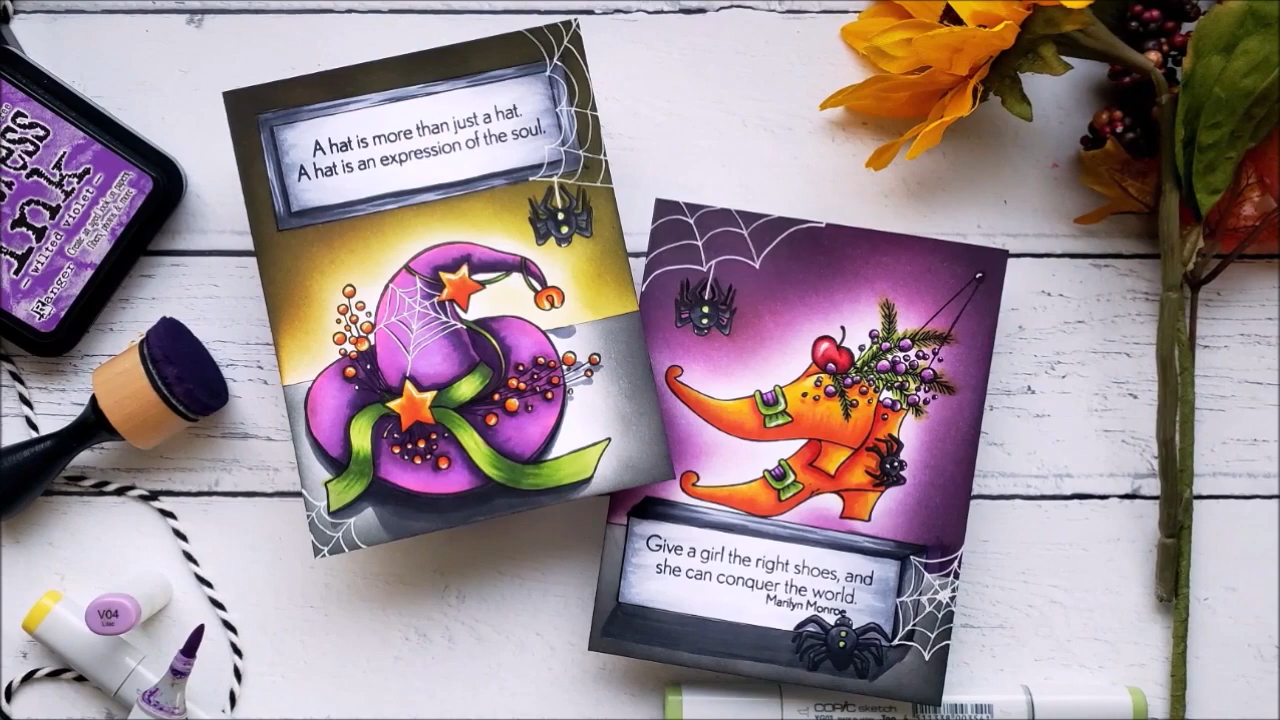 A hat is more than just a hat.
A hat is an expression of the soul.
Give a girl the right shoes, and
she can conquer the world.
Marilyn Monroe
ess
Ink
- wilted violet -
Ranger
V04
Lilac
COPIC sketch